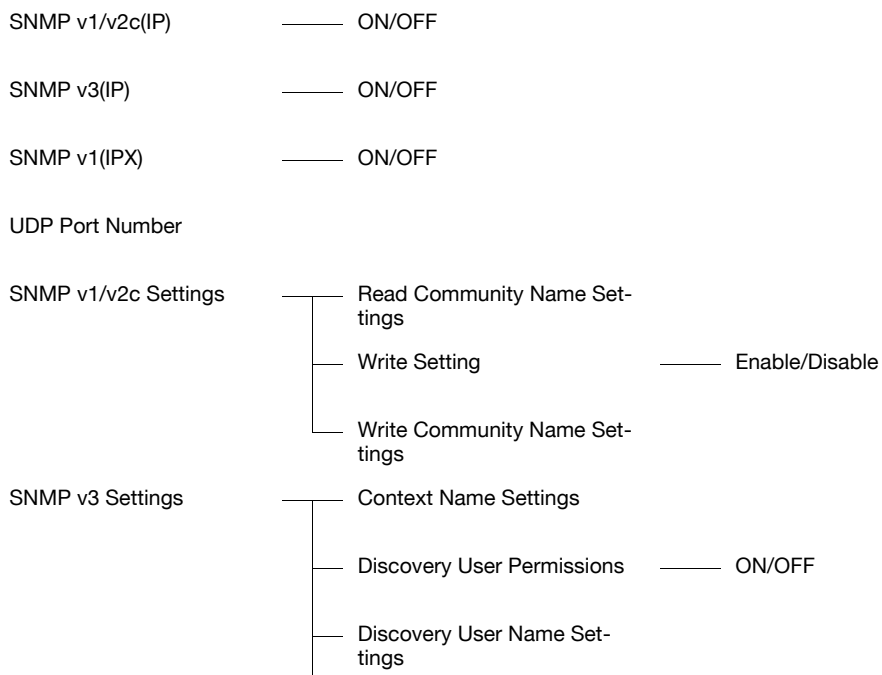 SNMP v1/v2c(IP) ON/OFF
SNMP v3(IP) ON/OFF
SNMP v1(IPX) ON/OFF
UDP Port Number
SNMP v1/v2c Settings Read Community Name Set-
tings
Write Setting Enable/Disable
Write Community Name Set-
tings
SNMP v3 Settings Context Name Settings
Discovery User Permissions ON/OFF
Discovery User Name Set-
tings